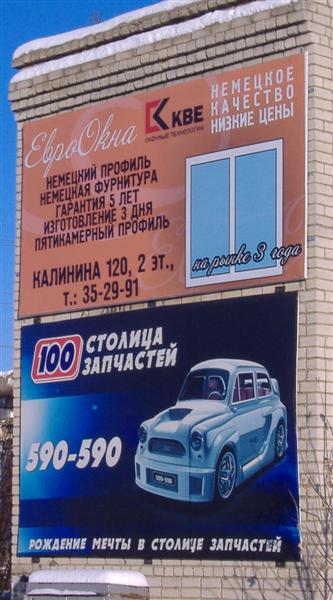 ЕвроОкна
KBE
ОКОННЫЕ ТЕХНОЛОГИИ
НЕМЕЦКОЕ
КАЧЕСТВО
НИЗКИЕ ЦЕНЫ
НЕМЕЦКИЙ ПРОФИЛЬ
НЕМЕЦКАЯ ФУРНИТУРА
ГАРАНТИЯ 5 ЛЕТ
ИЗГОТОВЛЕНИЕ 3 ДНЯ
ПЯТИКАМЕРНЫЙ ПРОФИЛЬ
на рынке 3 года
КАЛИНИНА 120, 2 эт.,
т.: 35-29-91
100 СТОЛИЦА
ЗАПЧАСТЕЙ
590-590
590-590
РОЖДЕНИЕ МЕЧТЫ В СТОЛИЦЕ ЗАПЧАСТЕЙ